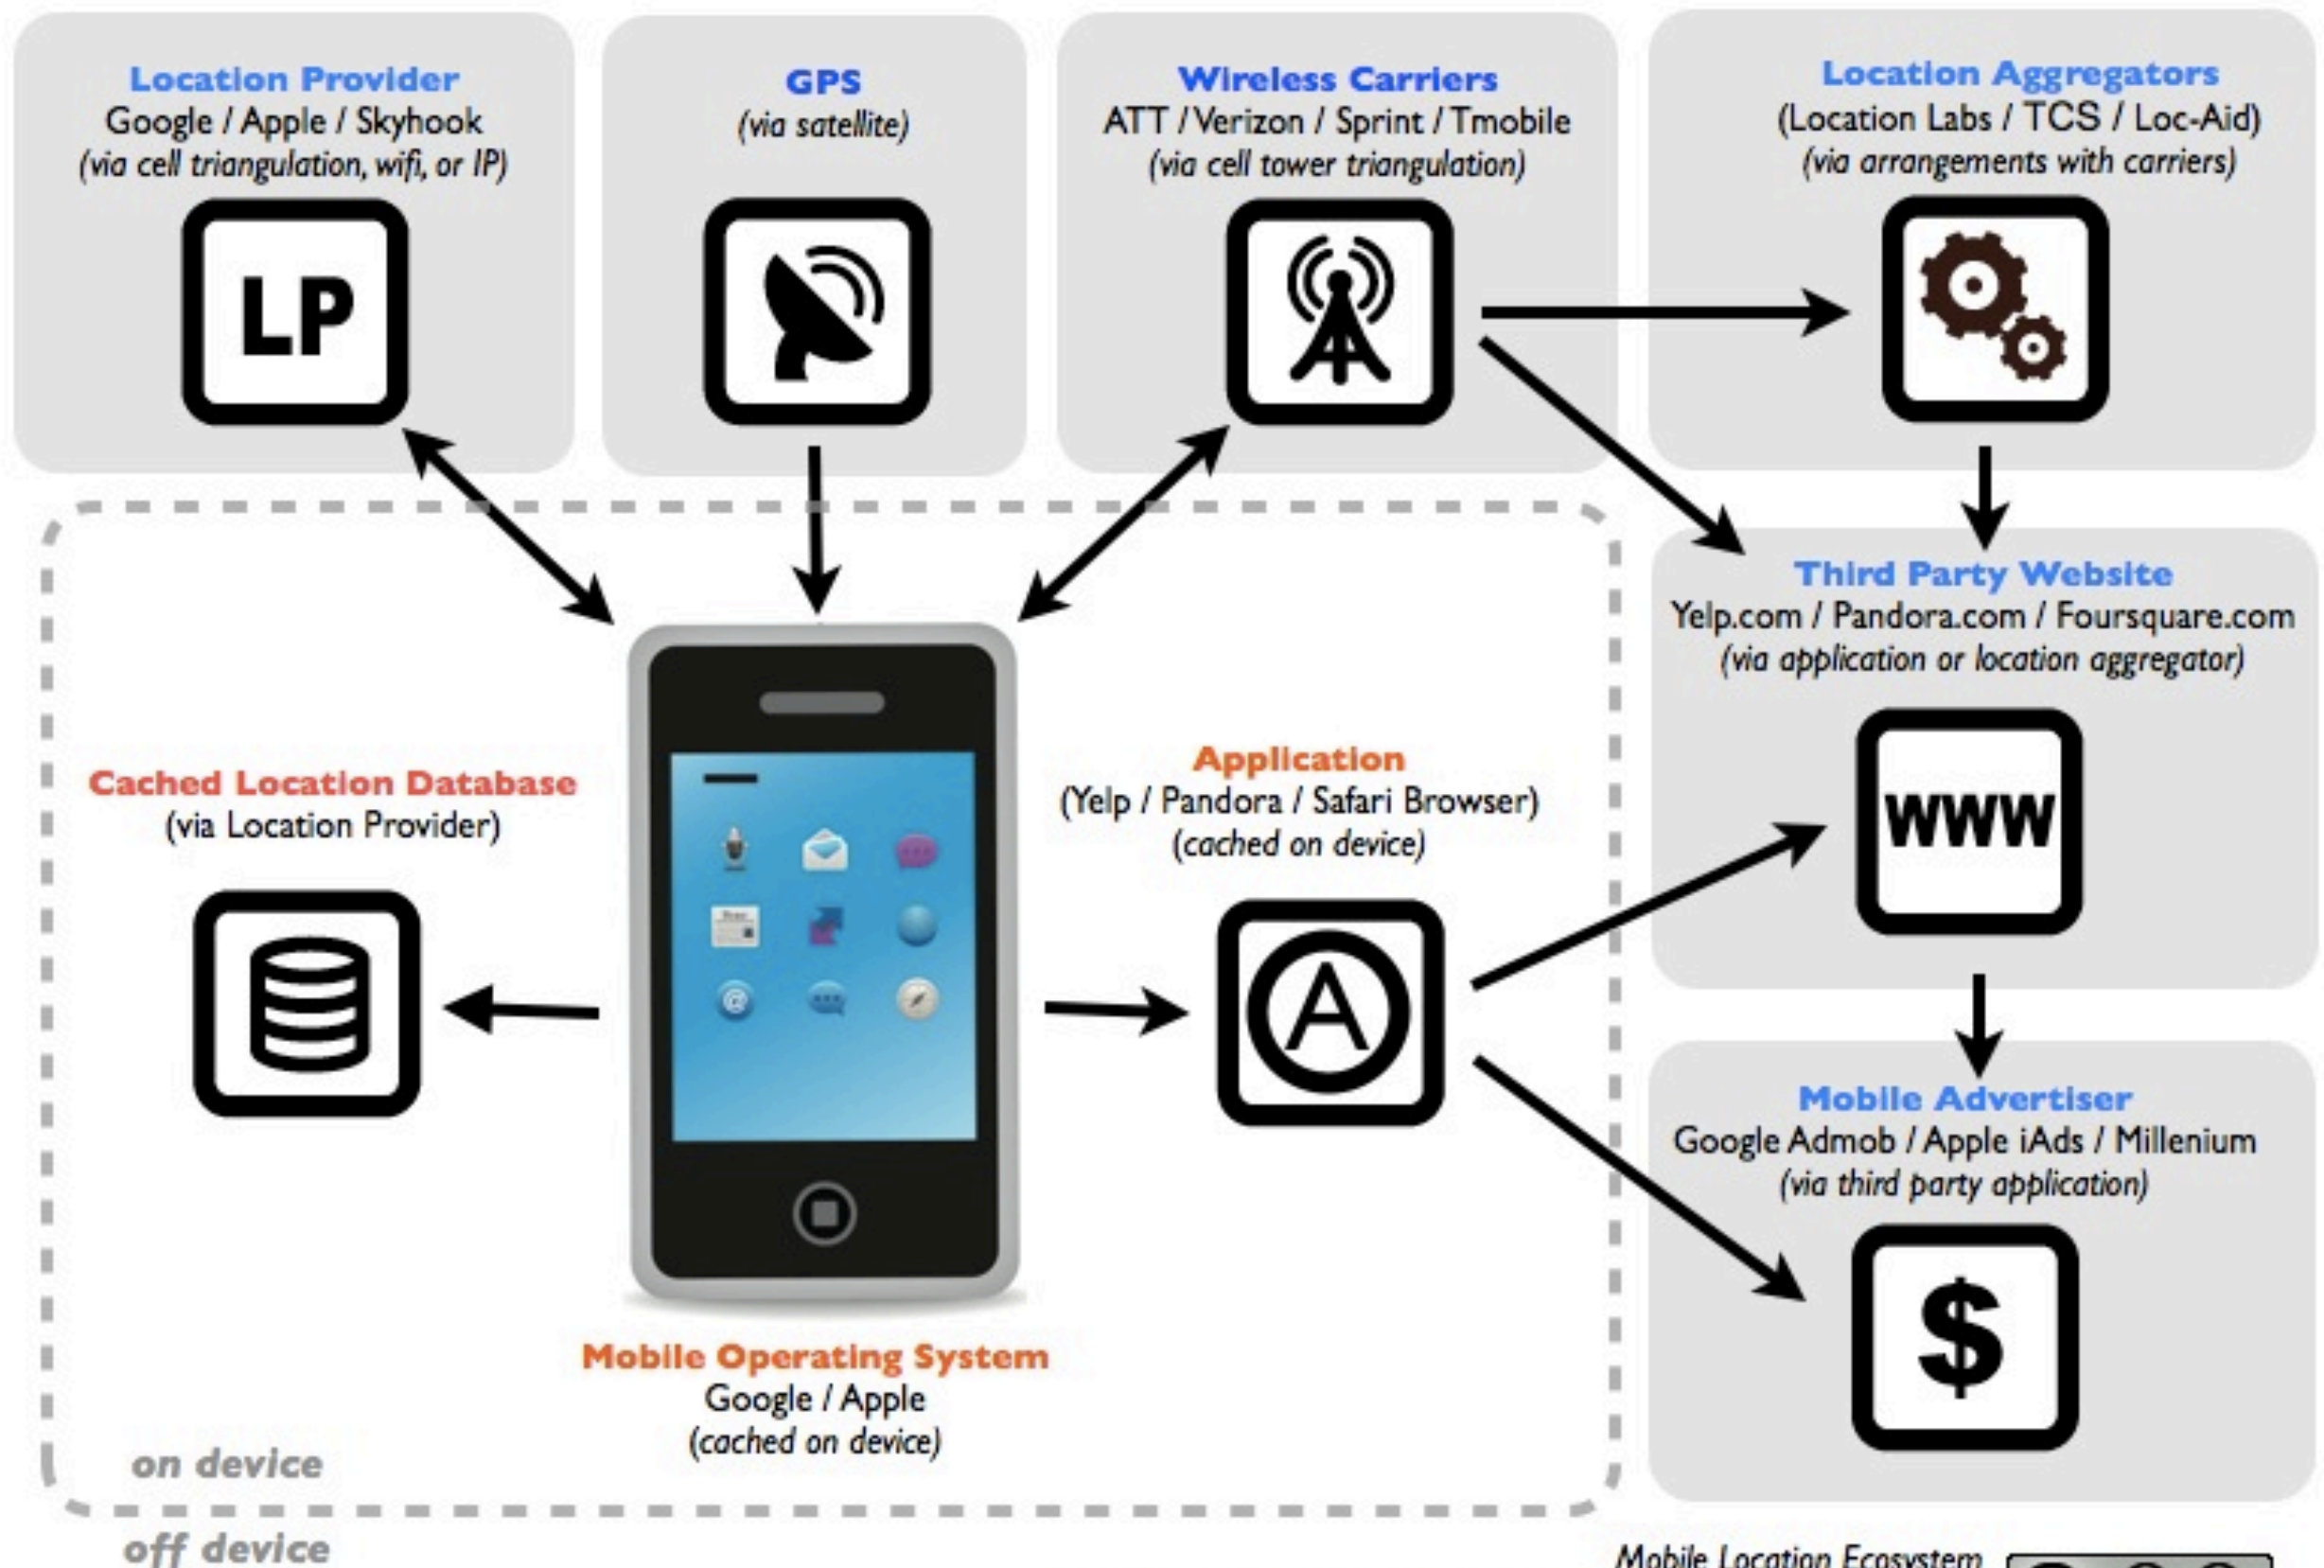 Location Provider
Google / Apple / Skyhook
(via cell triangulation, wifi, or IP)
LP
GPS
(via satellite)
Wireless Carriers
ATT / Verizon / Sprint / Tmobile
(via cell tower triangulation)
Location Aggregators
(Location Labs / TCS / Loc-Aid)
(via arrangements with carriers)
Third Party Website
Yelp.com / Pandora.com / Foursquare.com
(via application or location aggregator)
WWW
Cached Location Database
(via Location Provider)
@
Application
(Yelp / Pandora / Safari Browser)
(cached on device)
A
Mobile Advertiser
Google Admob / Apple iAds / Millenium
(via third party application)
$
Mobile Operating System
Google / Apple
(cached on device)
on device
off device
Mobile Location Ecosystem